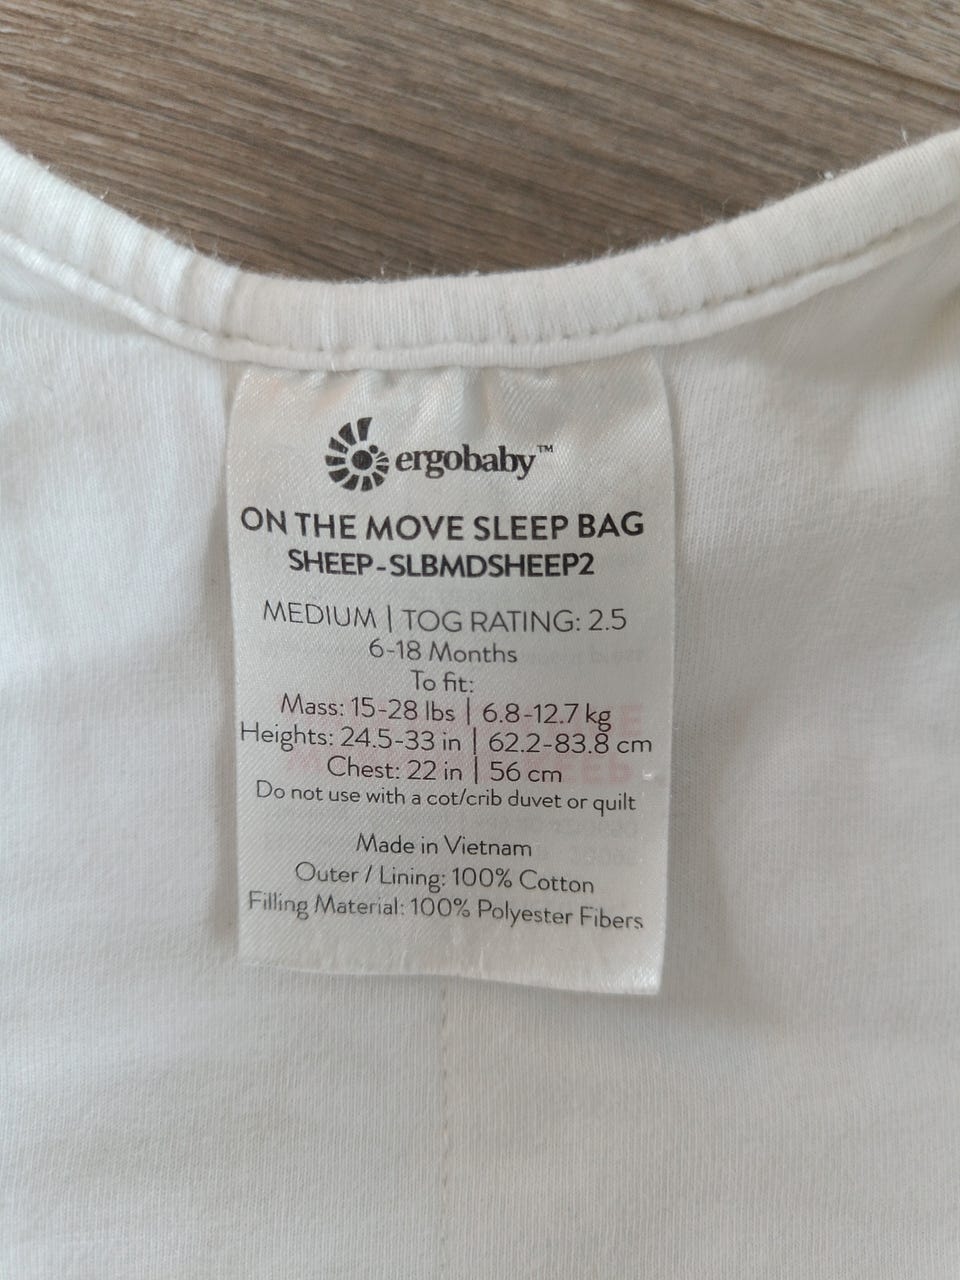 ergobaby™
ON THE MOVE SLEEP BAG
SHEEP-SLBMDSHEEP2
MEDIUM | TOG RATING: 2.5
6-18 Months
To fit:
Mass: 15-28 lbs | 6.8-12.7 kg
Heights: 24.5-33 in | 62.2-83.8 cm
Chest: 22 in | 56 cm
Do not use with a cot/crib duvet or quilt
Made in Vietnam
Outer / Lining: 100% Cotton
Filling Material: 100% Polyester Fibers